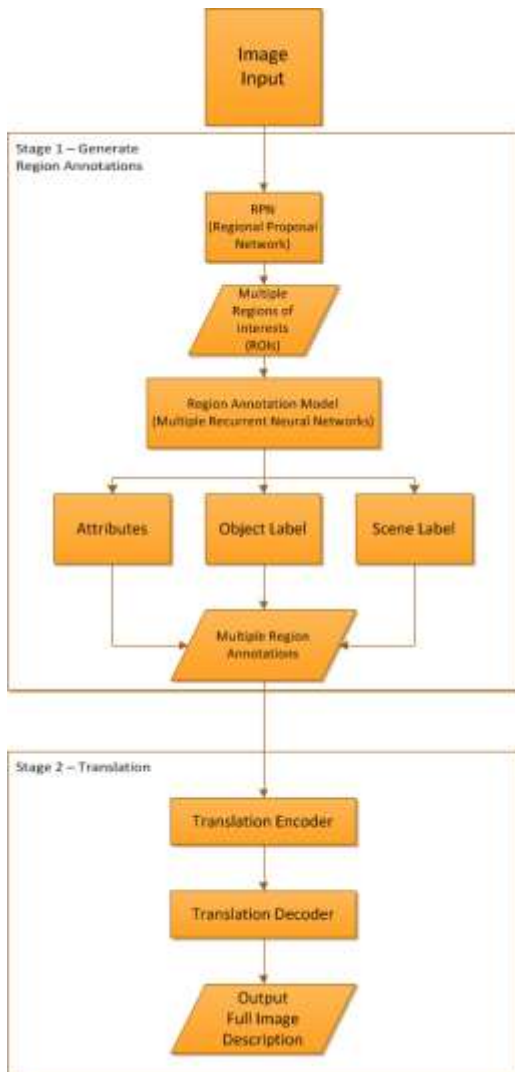 Image
Input
Stage 1 – Generate
Region Annotations
RPN
(Regional Proposal
Network)
Multiple
Regions of
Interests
(ROIs)
Region Annotation Model
(Multiple Recurrent Neural Networks)
Attributes
Object Label
Scene Label
Multiple Region
Annotations
Stage 2 – Translation
Translation Encoder
Translation Decoder
Output
Full Image
Description